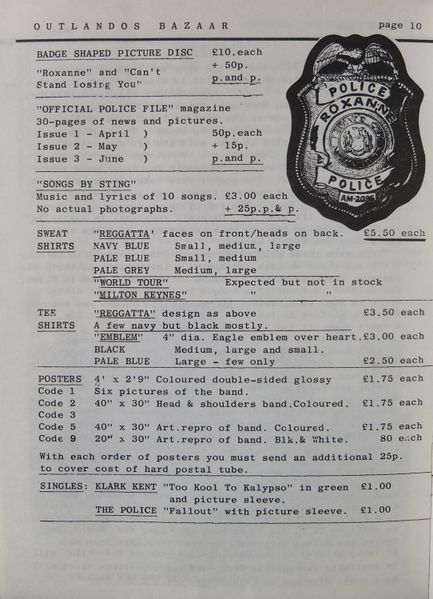 OUTLANDOS BAZAAR page 10
BADGE SHAPED PICTURE DISC £10.each
+ 50p.
"Roxanne" and "Can't
Stand Losing You" p.and p.
POLICE
ROXANNE
POLICE
"OFFICIAL POLICE FILE" magazine
30-pages of news and pictures.
Issue 1 - April ) 50p.each
Issue 2 - May ) + 15p.
Issue 3 - June ) p.and p.
"SONGS BY STING"
Music and lyrics of 10 songs. £3.00 each
No actual photographs. + 25p.p.& p.
SWEAT "REGGATTA' faces on front/heads on back. £5.50 each
SHIRTS NAVY BLUE Small, medium, large
PALE BLUE Small, medium
PALE GREY Medium, large
"WORLD TOUR" Expected but not in stock
"MILTON KEYNES" " "
TEE "REGGATTA" design as above £3.50 each
SHIRTS A few navy but black mostly.
"EMBLEM" 4" dia. Eagle emblem over heart. £3.00 each
BLACK Medium, large and small.
PALE BLUE Large - few only £2.50 each
POSTERS 4' x 2'9" Coloured double-sided glossy £1.75 each
Code 1 Six pictures of the band.
Code 2 40" x 30" Head & shoulders band.Coloured. £1.75 each
Code 3
Code 5 40" x 30" Art.repro of band. Coloured. £1.75 each
Code 9 20" x 30" Art.repro of band. Blk.& White. 80 each
With each order of posters you must send an additional 25p.
to cover cost of hard postal tube.
SINGLES: KLARK KENT "Too Kool To Kalypso" in green £1.00
and picture sleeve.
THE POLICE "Fallout" with picture sleeve. £1.00